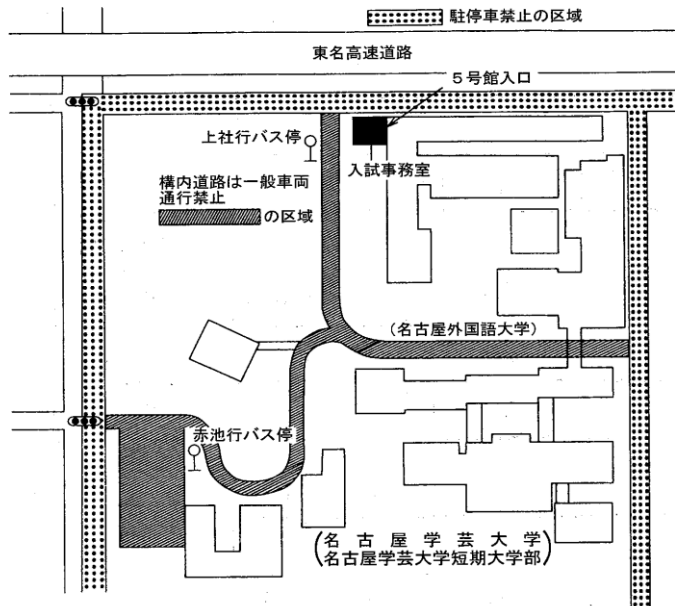 駐停車禁止の区域
東名高速道路
5号館入口
上社行バス停
入試事務室
構内道路は一般車両
通行禁止
の区域
(名古屋外国語大学)
赤池行バス停
(名古屋学芸大学
名古屋学芸大学短期大学部)